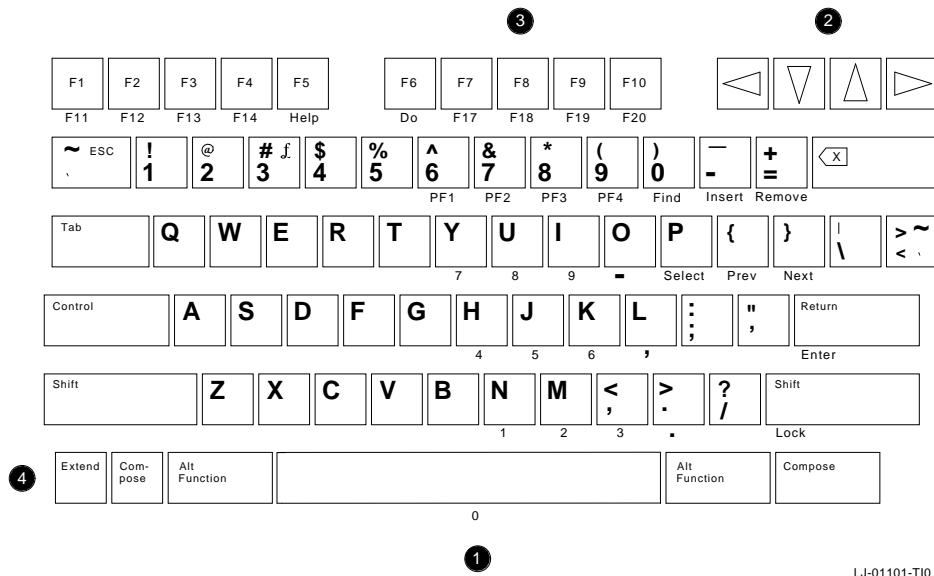 3 2
F1 F2 F3 F4 F5 F6 F7 F8 F9 F10
F11 F12 F13 F14 Help Do F17 F18 F19 F20
~ ESC ! @ # £ $ % ^ & * ( ) — + X
` 1 2 3 4 5 6 7 8 9 0 - =
PF1 PF2 PF3 PF4 Find Insert Remove
Tab Q W E R T Y U I O P { } | > ~
\ < `
7 8 9 - Select Prev Next
Control A S D F G H J K L : " Return
; ,
4 5 6 , Enter
Shift Z X C V B N M < > ? Shift
, . /
1 2 3 . Lock
4 Extend Com- Alt Alt Compose
pose Function Function
0
1
LJ-01101-TI0